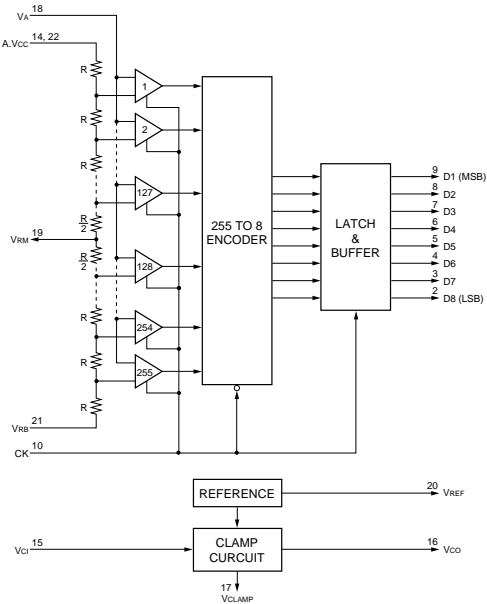 VA 18
A.VCC 14, 22
R
1
R
2
R
127
R/2
VRM 19
R/2
128
R
254
R
255
R
VRB 21
CK 10
255 TO 8
ENCODER
LATCH
&
BUFFER
9 D1 (MSB)
8 D2
7 D3
6 D4
5 D5
4 D6
3 D7
2 D8 (LSB)
REFERENCE
20 VREF
VCI 15
CLAMP
CURCUIT
16 VCO
17
VCLAMP